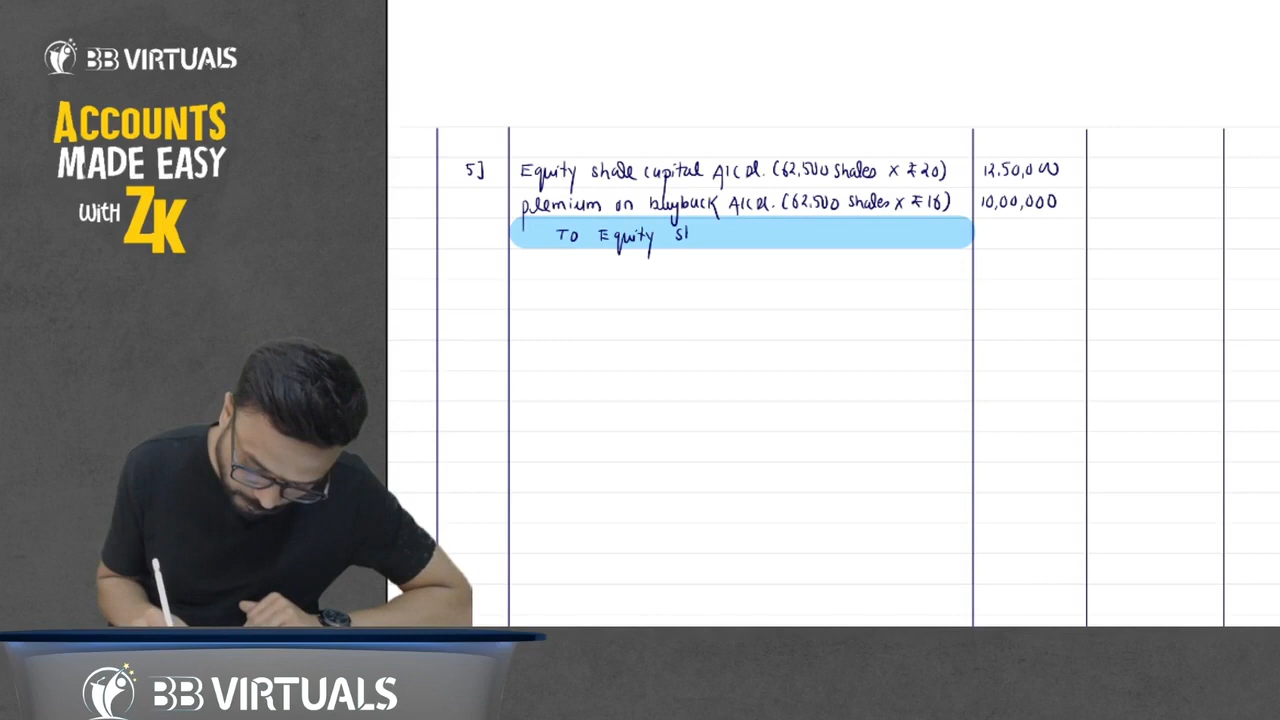 BB VIRTUALS
ACCOUNTS
MADE EASY
WITH ZK
5] Equity share capital A/C Dr. (62,500 shares × ₹20) 12,50,000
premium on buyback A/C Dr. (62,500 shares × ₹16) 10,00,000
To Equity sh
BB VIRTUALS